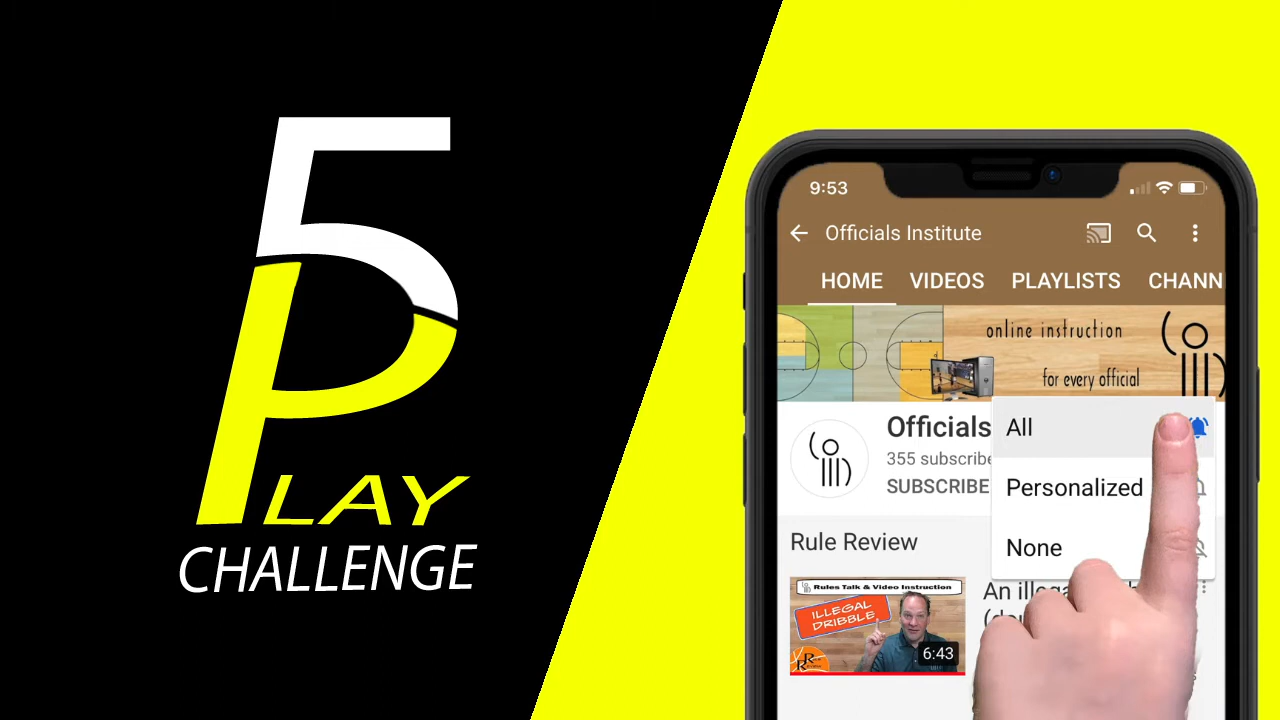 5
PLAY
CHALLENGE
9:53
Officials Institute
HOME VIDEOS PLAYLISTS CHANN
online instruction
for every official
Officials
355 subscribe
SUBSCRIBE
All
Personalized
None
Rule Review
Rules Talk & Video Instruction
ILLEGAL
DRIBBLE
6:43
An illega